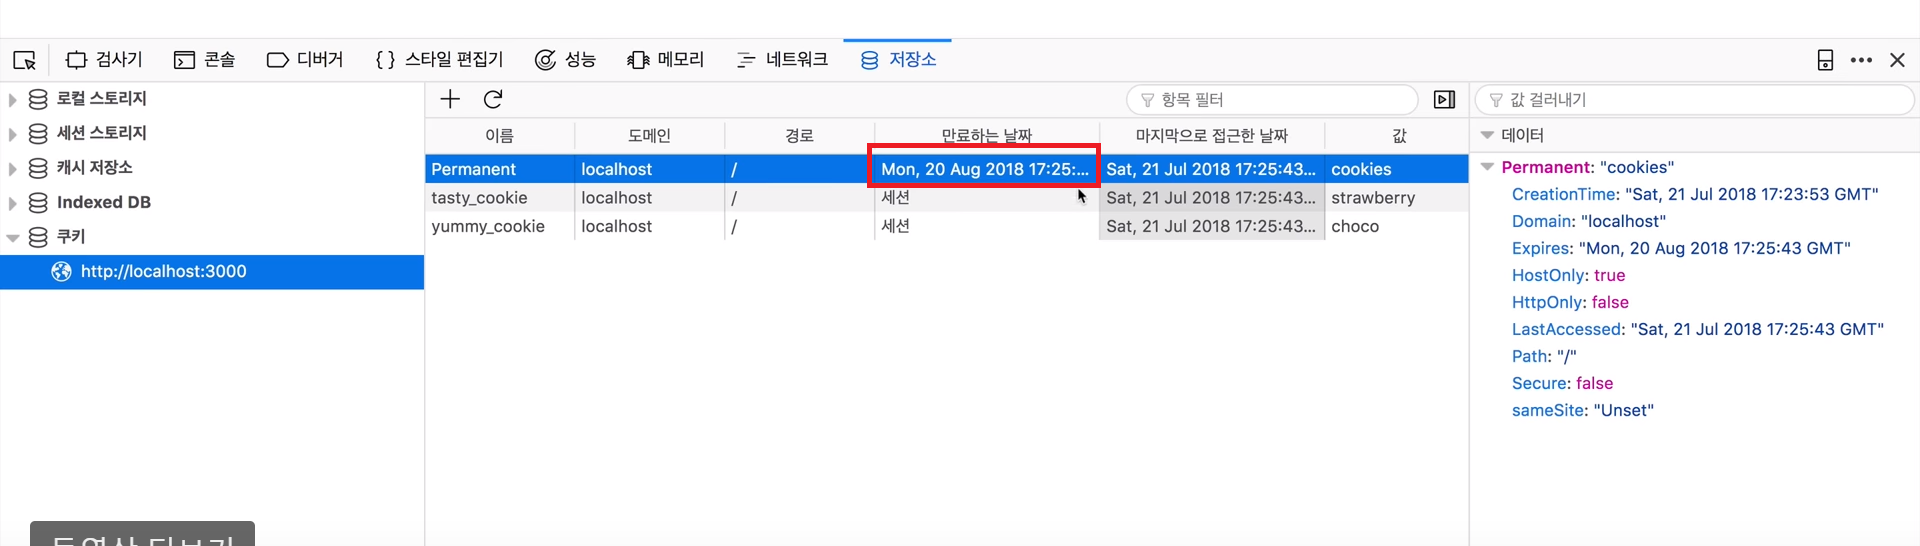 검사기 콘솔 디버거 스타일 편집기 성능 메모리 네트워크 저장소
로컬 스토리지
세션 스토리지
캐시 저장소
Indexed DB
쿠키
http://localhost:3000
항목 필터
이름 도메인 경로 만료하는 날짜 마지막으로 접근한 날짜 값
Permanent localhost / Mon, 20 Aug 2018 17:25:... Sat, 21 Jul 2018 17:25:43... cookies
tasty_cookie localhost / 세션 Sat, 21 Jul 2018 17:25:43... strawberry
yummy_cookie localhost / 세션 Sat, 21 Jul 2018 17:25:43... choco
값 걸러내기
데이터
Permanent: "cookies"
CreationTime: "Sat, 21 Jul 2018 17:23:53 GMT"
Domain: "localhost"
Expires: "Mon, 20 Aug 2018 17:25:43 GMT"
HostOnly: true
HttpOnly: false
LastAccessed: "Sat, 21 Jul 2018 17:25:43 GMT"
Path: "/"
Secure: false
sameSite: "Unset"